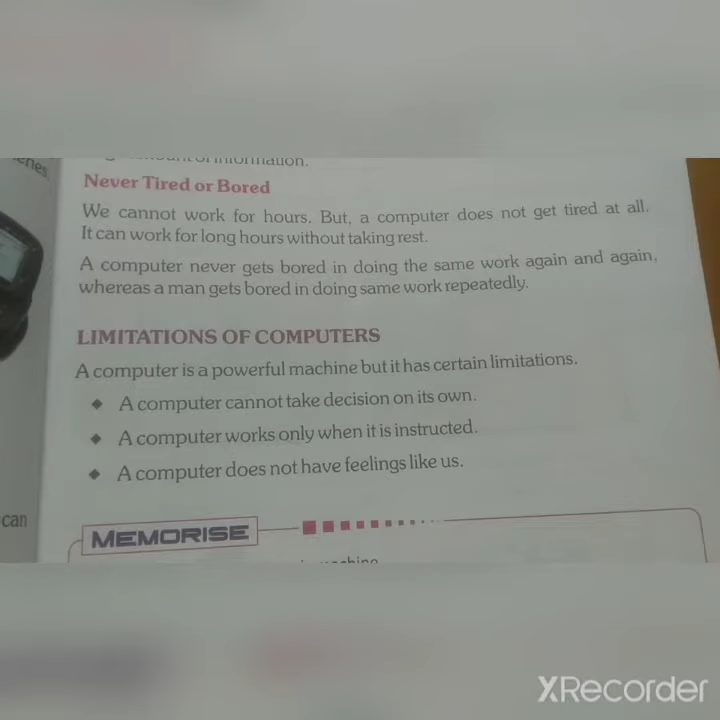 information.
Never Tired or Bored
We cannot work for hours. But, a computer does not get tired at all.
It can work for long hours without taking rest.
A computer never gets bored in doing the same work again and again,
whereas a man gets bored in doing same work repeatedly.
LIMITATIONS OF COMPUTERS
A computer is a powerful machine but it has certain limitations.
◆ A computer cannot take decision on its own.
◆ A computer works only when it is instructed.
◆ A computer does not have feelings like us.
can
MEMORISE
XRecorder